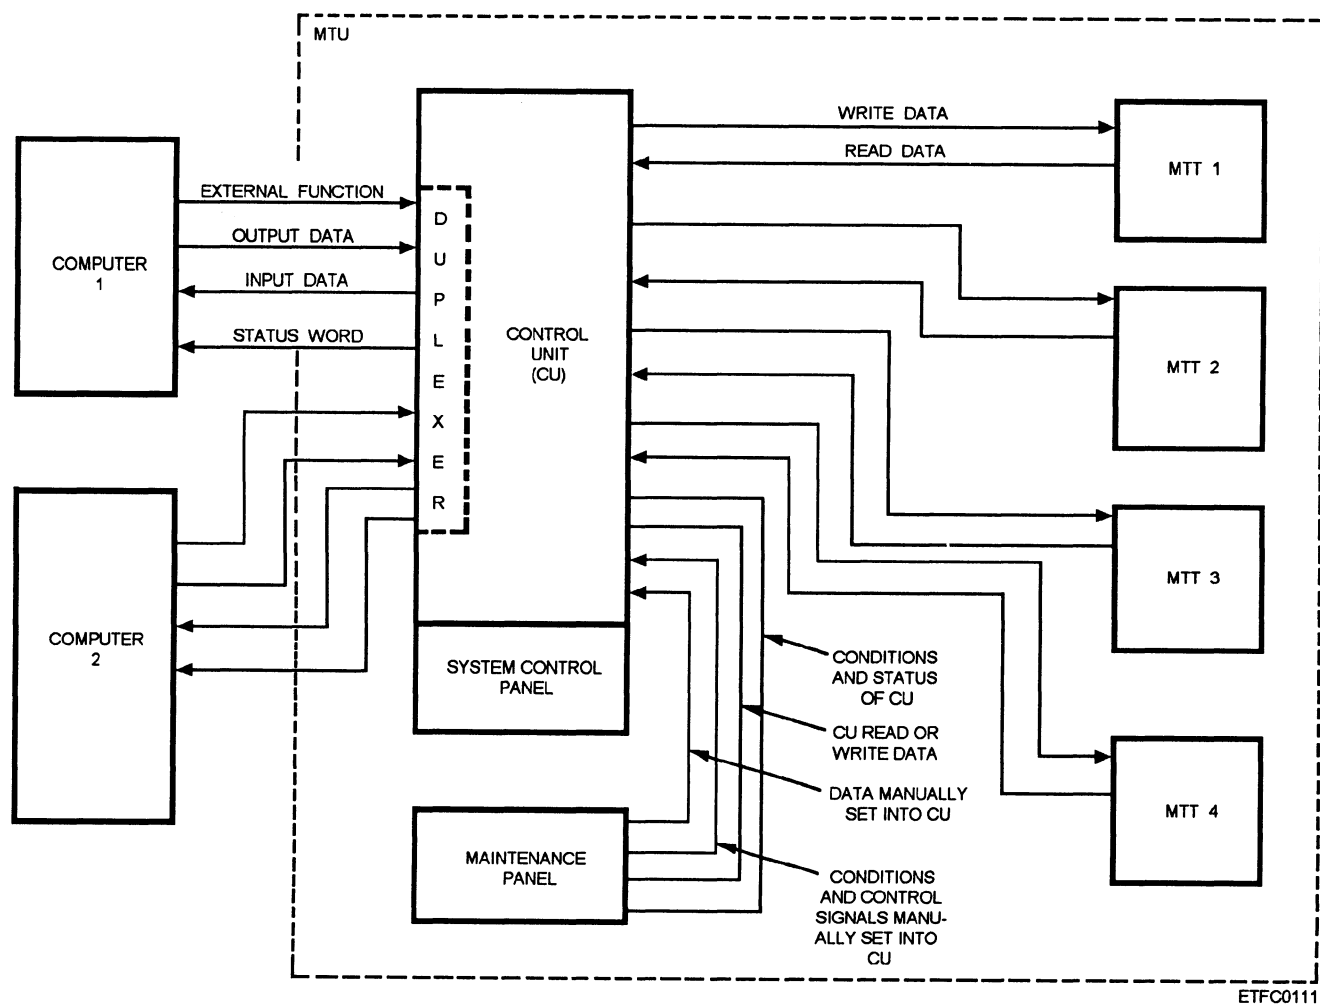 MTU
WRITE DATA
READ DATA
MTT 1
EXTERNAL FUNCTION
OUTPUT DATA
INPUT DATA
STATUS WORD
COMPUTER
1
D
U
P
L
E
X
E
R
CONTROL
UNIT
(CU)
MTT 2
MTT 3
COMPUTER
2
SYSTEM CONTROL
PANEL
CONDITIONS
AND STATUS
OF CU
CU READ OR
WRITE DATA
DATA MANUALLY
SET INTO CU
MTT 4
MAINTENANCE
PANEL
CONDITIONS
AND CONTROL
SIGNALS MANU-
ALLY SET INTO
CU
ETFC0111